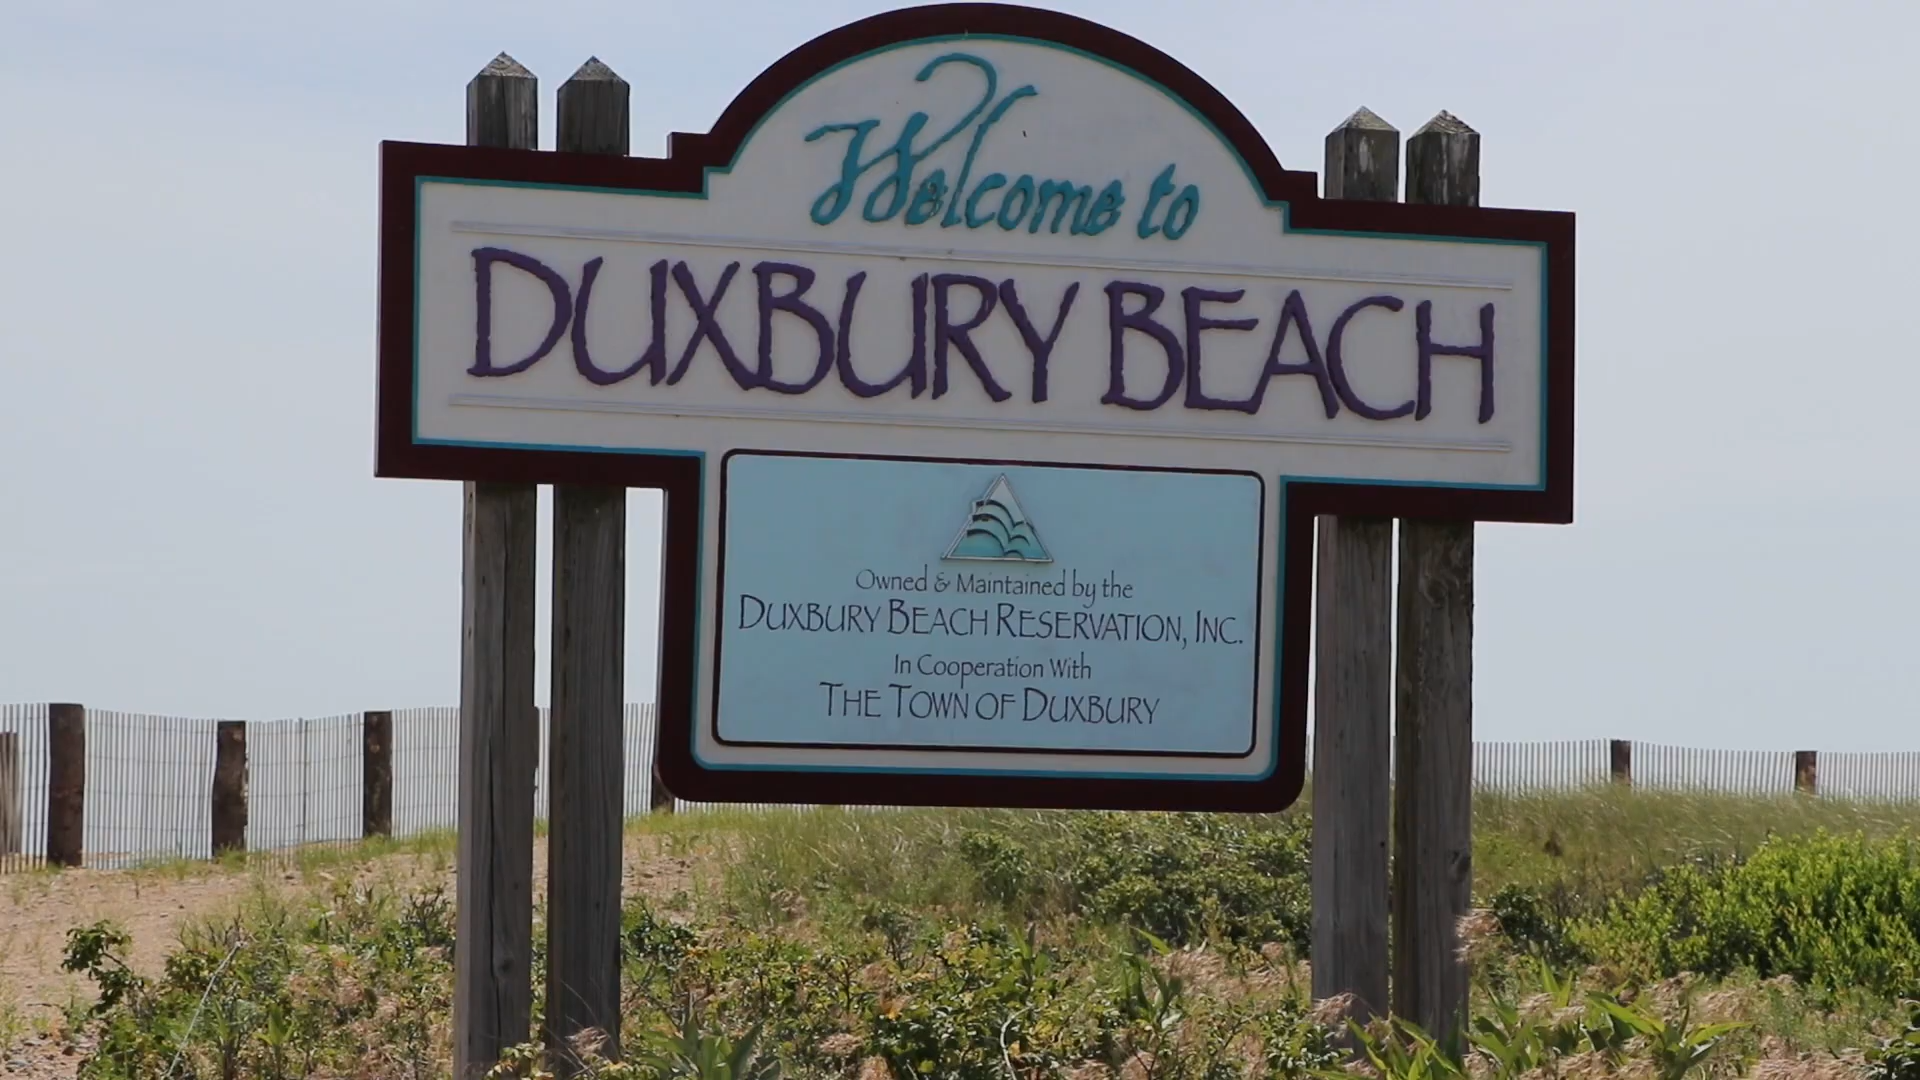 Welcome to
DUXBURY BEACH
Owned & Maintained by the
DUXBURY BEACH RESERVATION, INC.
In Cooperation With
THE TOWN OF DUXBURY